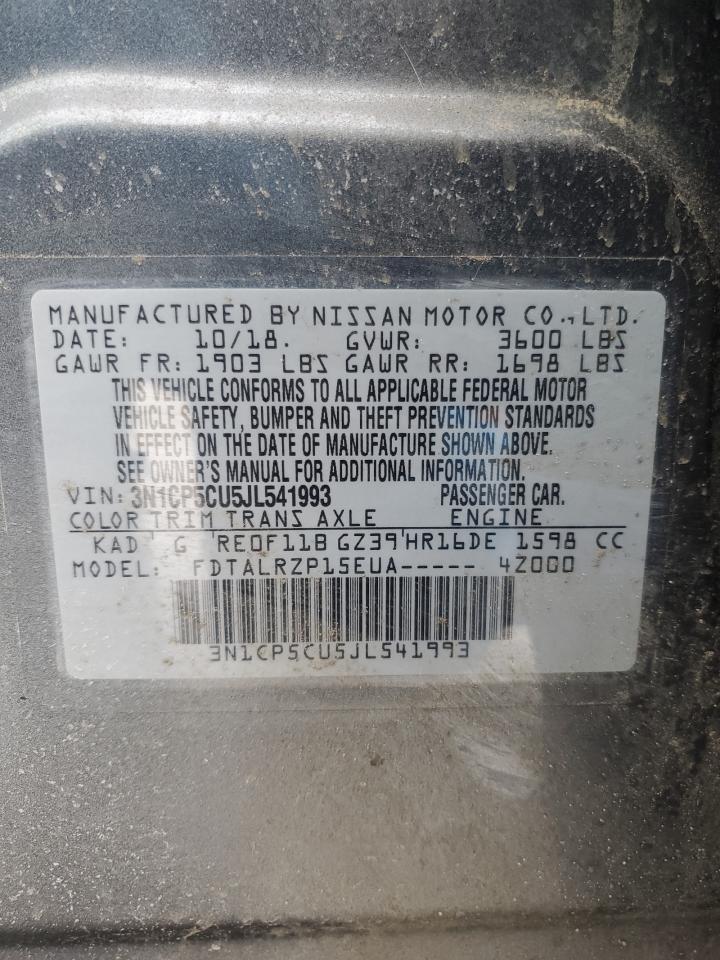 MANUFACTURED BY NISSAN MOTOR CO., LTD.
DATE: 10/18. GVWR: 3600 LBS
GAWR FR: 1903 LBS GAWR RR: 1698 LBS
THIS VEHICLE CONFORMS TO ALL APPLICABLE FEDERAL MOTOR
VEHICLE SAFETY, BUMPER AND THEFT PREVENTION STANDARDS
IN EFFECT ON THE DATE OF MANUFACTURE SHOWN ABOVE.
SEE OWNER'S MANUAL FOR ADDITIONAL INFORMATION.
VIN: 3N1CP5CU5JL541993 PASSENGER CAR.
COLOR TRIM TRANS AXLE ENGINE
KAD G RE0F11B GZ39 HR16DE 1598 CC
MODEL: FDTALRZP15EUA----- 4Z000
3N1CP5CU5JL541993